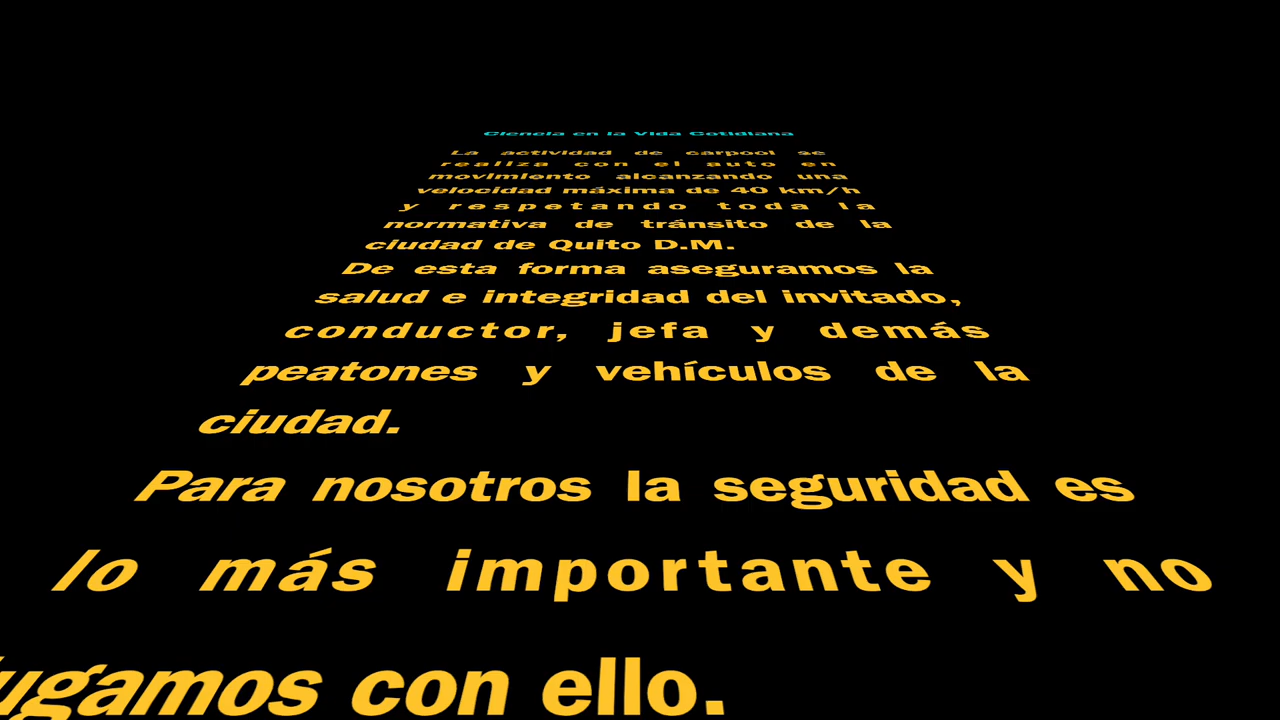 Ciencia en la Vida Cotidiana
La actividad de carpool se
realiza con el auto en
movimiento alcanzando una
velocidad máxima de 40 km/h
y respetando toda la
normativa de tránsito de la
ciudad de Quito D.M.
De esta forma aseguramos la
salud e integridad del invitado,
conductor, jefa y demás
peatones y vehículos de la
ciudad.
Para nosotros la seguridad es
lo más importante y no
jugamos con ello.